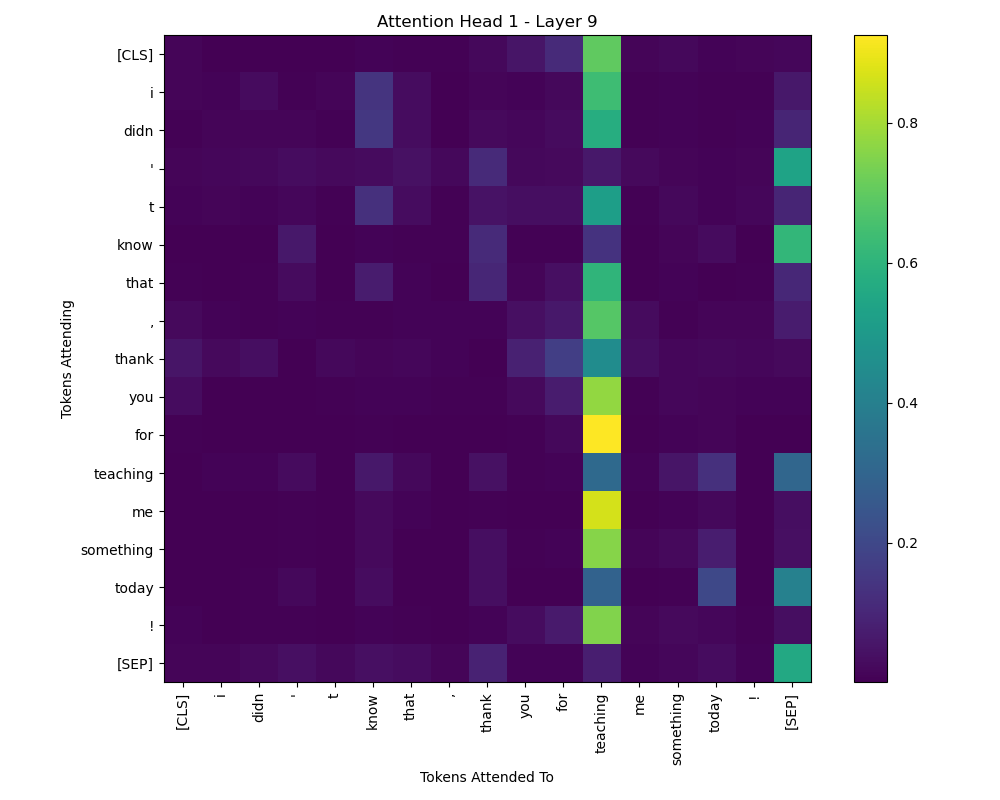 Attention Head 1 - Layer 9
Tokens Attending
[CLS]
i
didn
'
t
know
that
,
thank
you
for
teaching
me
something
today
!
[SEP]
[CLS]
i
didn
'
t
know
that
,
thank
you
for
teaching
me
something
today
!
[SEP]
Tokens Attended To
0.8
0.6
0.4
0.2